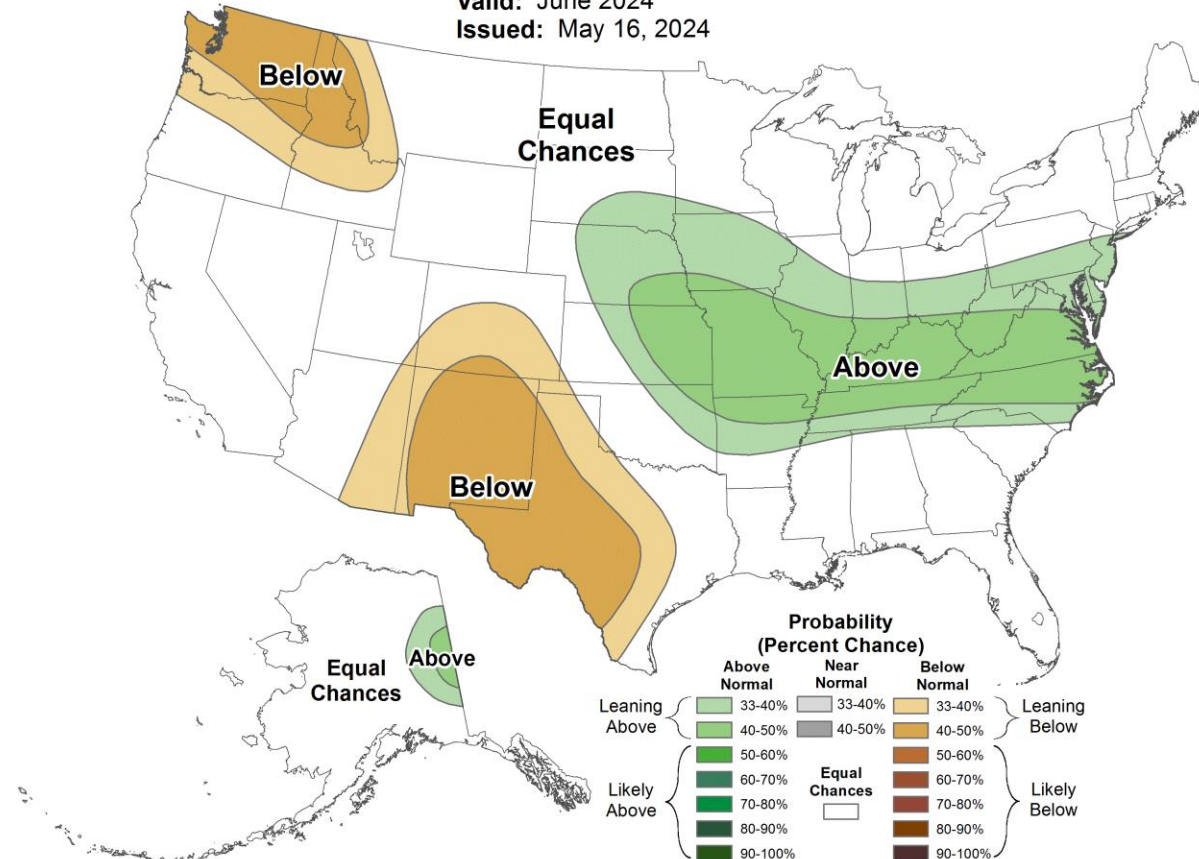 Valid: June 2024
Issued: May 16, 2024
Below
Equal
Chances
Above
Below
Equal
Chances
Above
Probability
(Percent Chance)
Above
Normal
Near
Normal
Below
Normal
Leaning
Above
33-40%
33-40%
33-40%
Leaning
Below
40-50%
40-50%
40-50%
50-60%
50-60%
60-70%
Equal
Chances
60-70%
Likely
Above
70-80%
70-80%
Likely
Below
80-90%
80-90%
90-100%
90-100%